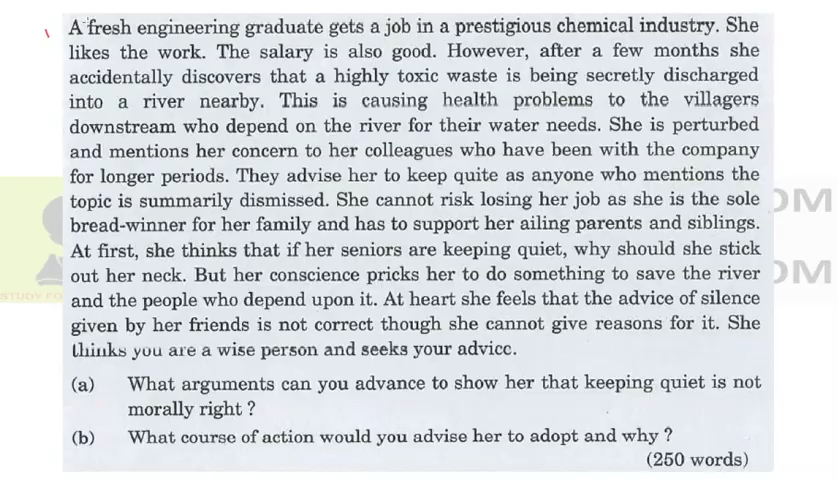 A fresh engineering graduate gets a job in a prestigious chemical industry. She
likes the work. The salary is also good. However, after a few months she
accidentally discovers that a highly toxic waste is being secretly discharged
into a river nearby. This is causing health problems to the villagers
downstream who depend on the river for their water needs. She is perturbed
and mentions her concern to her colleagues who have been with the company
for longer periods. They advise her to keep quite as anyone who mentions the
topic is summarily dismissed. She cannot risk losing her job as she is the sole
bread-winner for her family and has to support her ailing parents and siblings.
At first, she thinks that if her seniors are keeping quiet, why should she stick
out her neck. But her conscience pricks her to do something to save the river
and the people who depend upon it. At heart she feels that the advice of silence
given by her friends is not correct though she cannot give reasons for it. She
thinks you are a wise person and seeks your advice.
(a) What arguments can you advance to show her that keeping quiet is not
morally right ?
(b) What course of action would you advise her to adopt and why ?
(250 words)
OM
OM
STUDY FO